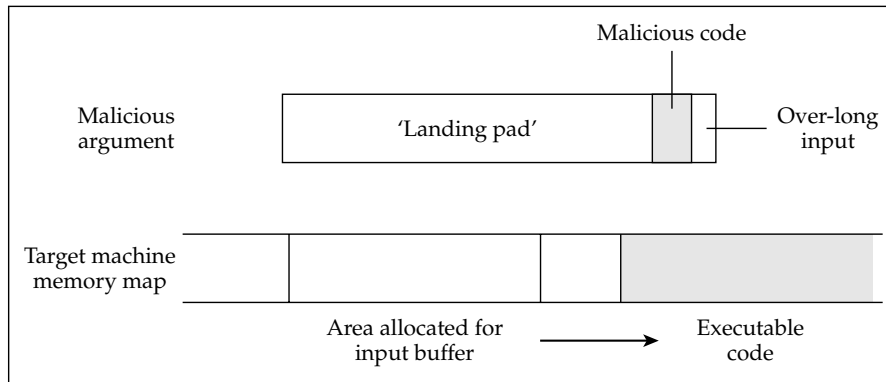 Malicious code
Malicious
argument
‘Landing pad’
Over-long
input
Target machine
memory map
Area allocated for
input buffer
Executable
code